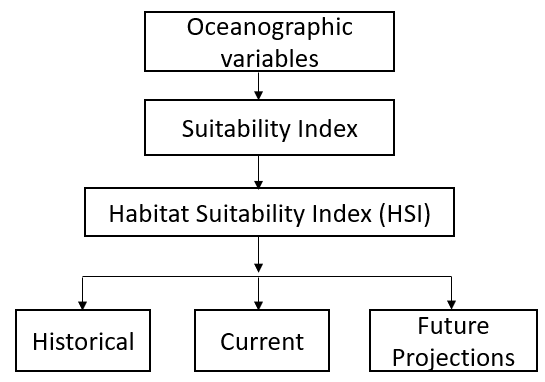 Oceanographic
variables
Suitability Index
Habitat Suitability Index (HSI)
Historical
Current
Future
Projections